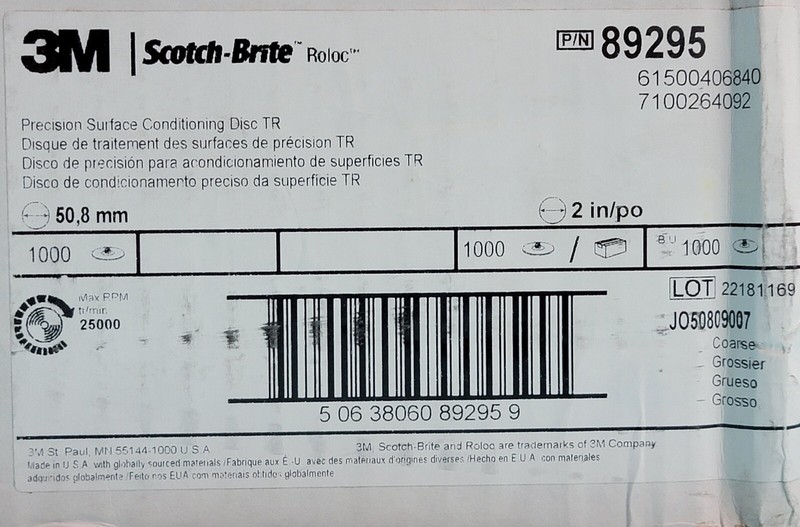 3M | Scotch-Brite™ Roloc™
P/N 89295
61500406840
7100264092
Precision Surface Conditioning Disc TR
Disque de traitement des surfaces de précision TR
Disco de precisión para acondicionamiento de superficies TR
Disco de condicionamento preciso da superfície TR
50,8 mm
2 in/po
1000
1000 /
1000
Max RPM
tr/min.
25000
LOT 22181169
JO50809007
Coarse
Grossier
Grueso
Grosso
5 06 38060 89295 9
3M St. Paul, MN 55144-1000 U.S.A.
3M, Scotch-Brite and Roloc are trademarks of 3M Company.
Made in U.S.A. with globally sourced materials /Fabrique aux É.-U. avec des matériaux d'origines diverses /Hecho en E.U.A. con materiales
adquiridos globalmente /Feito nos EUA com materiais obtidos globalmente